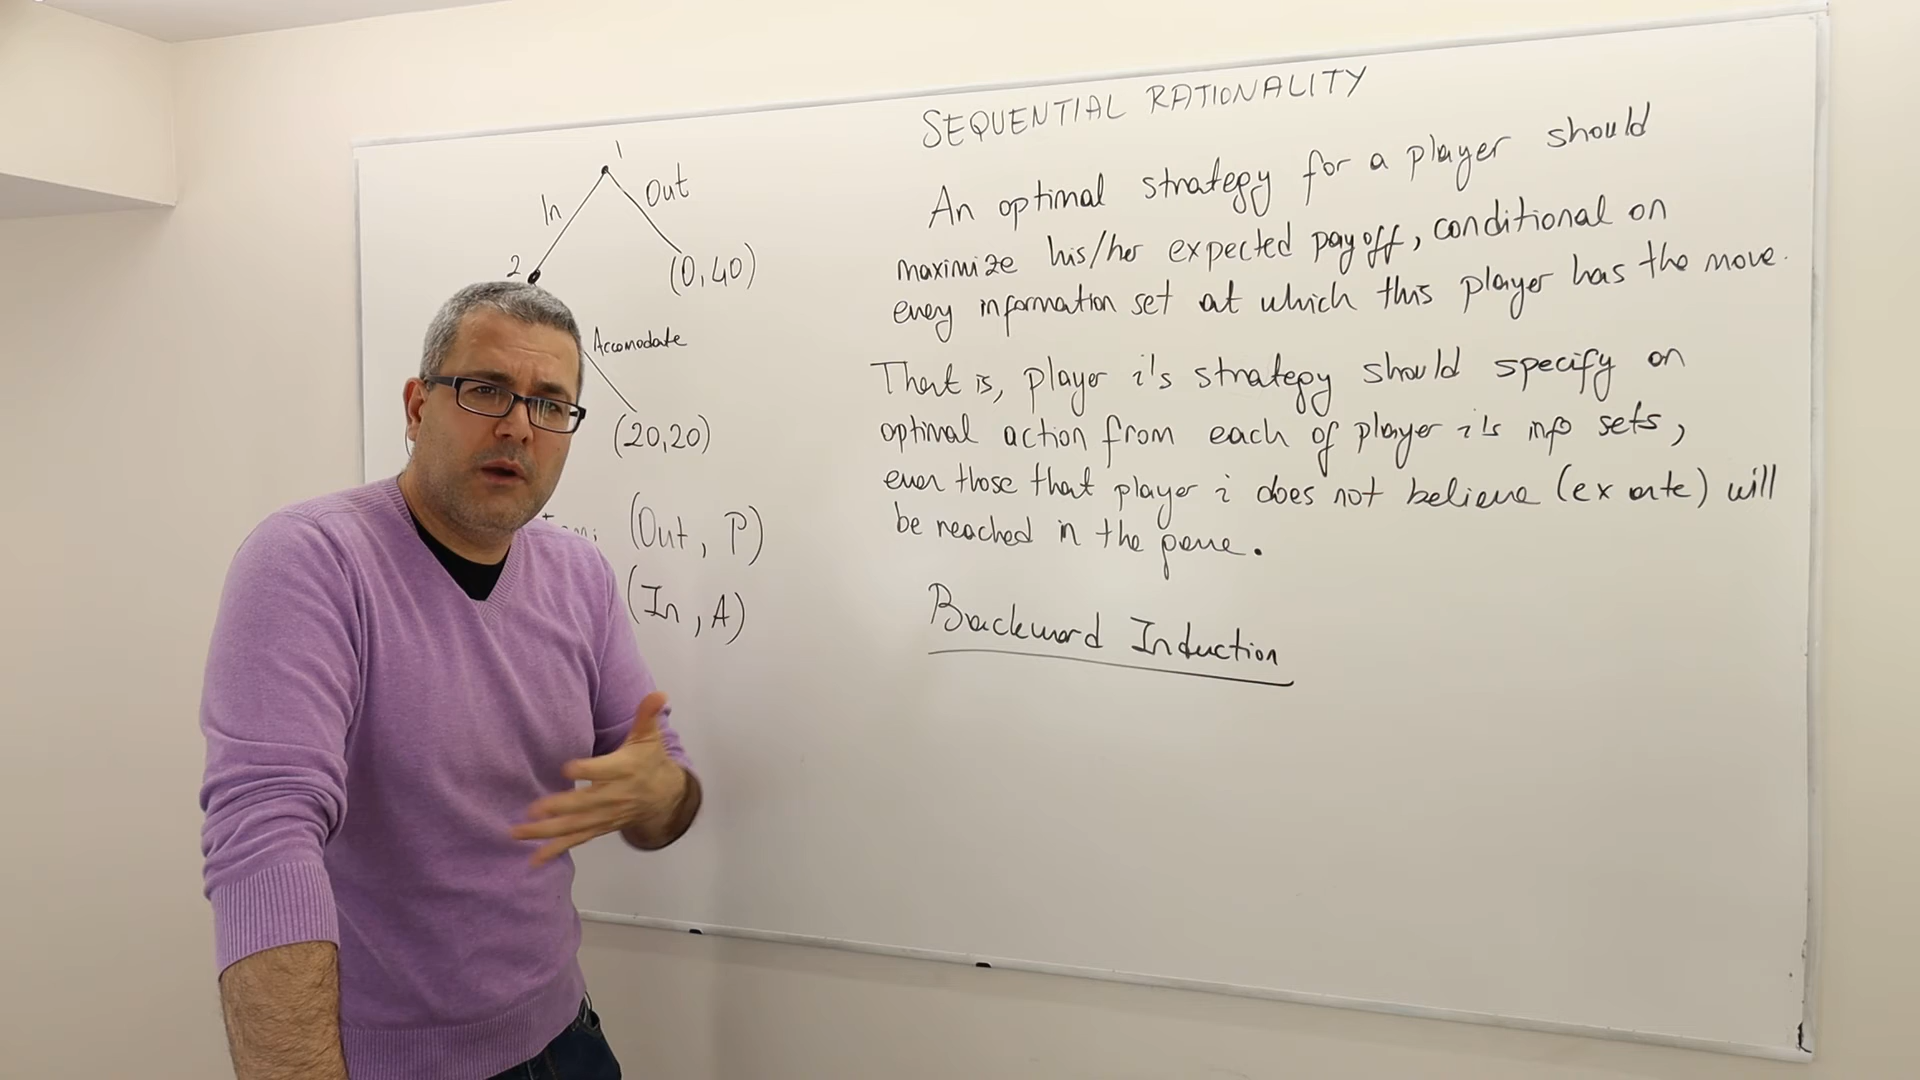 1
In
Out
2
(0,40)
Accomodate
(20,20)
(Out, P)
(In, A)
SEQUENTIAL RATIONALITY
An optimal strategy for a player should
maximize his/her expected payoff, conditional on
every information set at which this player has the move.
That is, player i's strategy should specify an
optimal action from each of player i's info sets,
even those that player i does not believe (ex ante) will
be reached in the game.
Backward Induction